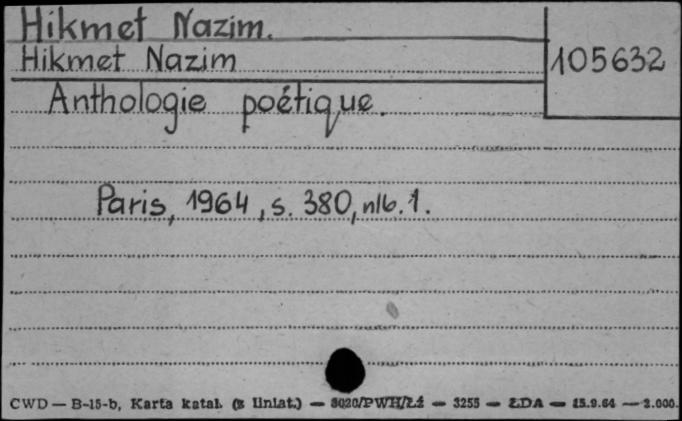 Hikmet Nazim.
Hikmet Nazim
105632
Anthologie poétique.
Paris, 1964, s. 380, nlb. 1.
CWD — B-15-b, Karta katal. (z liniat.) — 3020/PWH/Łź — 3255 — ŁDA — 15.9.64 — 2.000.